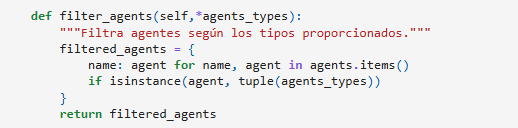 def filter_agents(self,*agents_types):
"""Filtra agentes según los tipos proporcionados."""
filtered_agents = {
name: agent for name, agent in agents.items()
if isinstance(agent, tuple(agents_types))
}
return filtered_agents